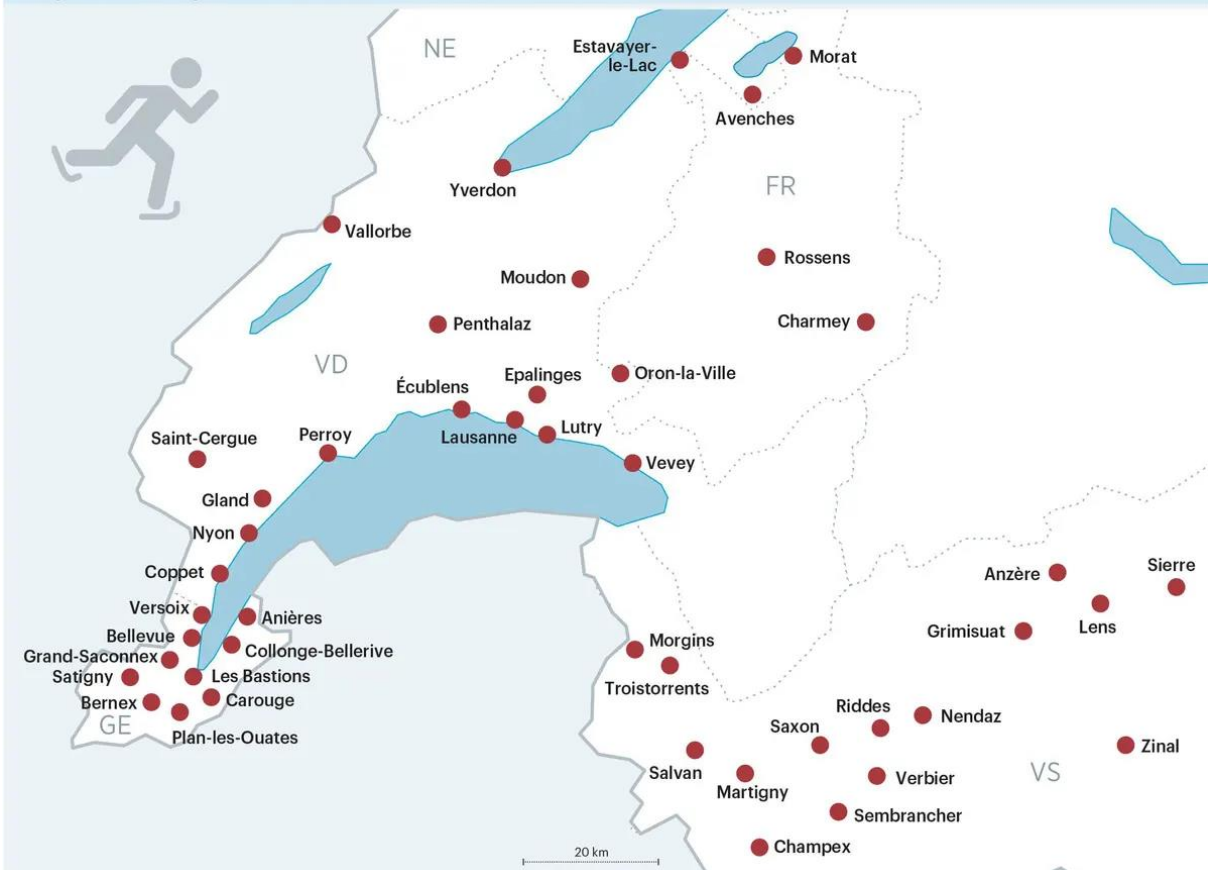 NE
Estavayer-
le-Lac
Morat
Avenches
Yverdon
FR
Vallorbe
Rossens
Moudon
Penthalaz
Charmey
VD
Oron-la-Ville
Epalinges
Écublens
Lausanne
Lutry
Saint-Cergue
Perroy
Vevey
Gland
Nyon
Coppet
Anzère
Sierre
Versoix
Anières
Lens
Bellevue
Grimisuat
Collonge-Bellerive
Morgins
Grand-Saconnex
Satigny
Les Bastions
Troistorrents
Bernex
Carouge
GE
Plan-les-Ouates
Riddes
Nendaz
Saxon
Zinal
Salvan
Martigny
Verbier
VS
Sembrancher
Champex
20 km